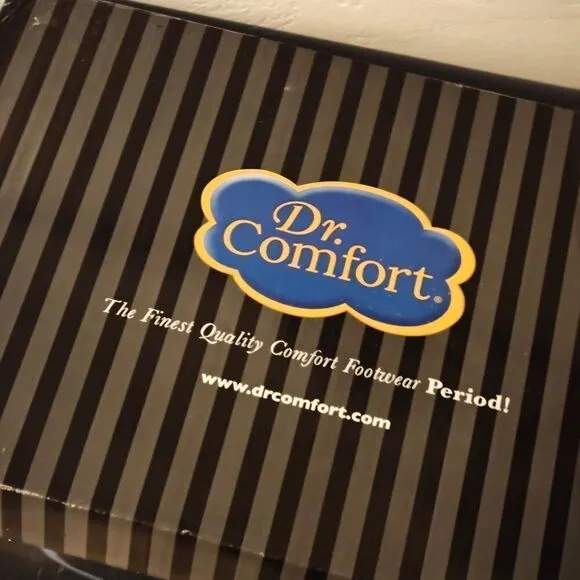 Dr.
Comfort®
The Finest Quality Comfort Footwear Period!
www.drcomfort.com